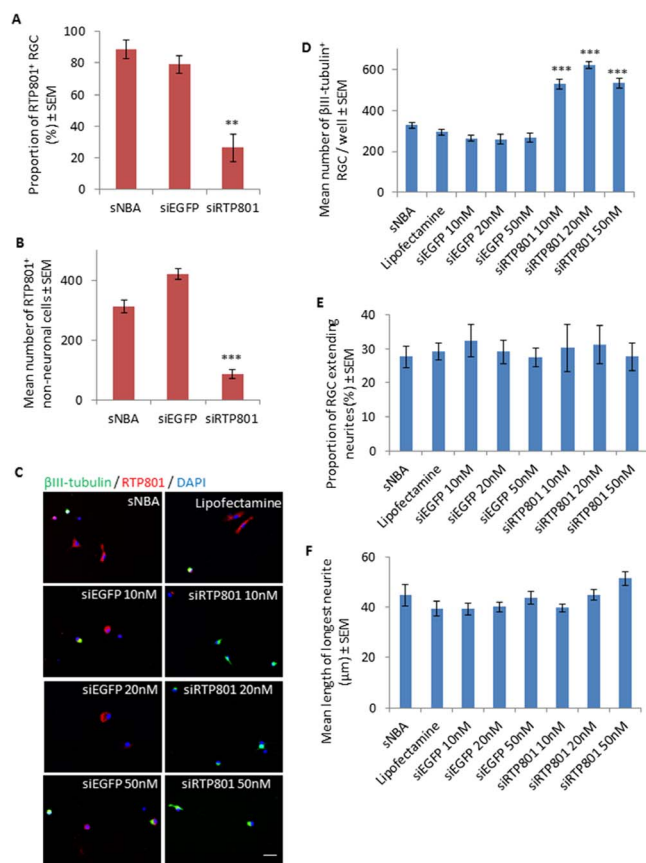 A
Proportion of RTP801⁺ RGC
(%) ± SEM
100
80
60
40
20
0
**
sNBA
siEGFP
siRTP801
B
Mean number of RTP801⁺
non-neuronal cells ± SEM
400
200
0
***
sNBA
siEGFP
siRTP801
C
βIII-tubulin / RTP801 / DAPI
sNBA
Lipofectamine
siEGFP 10nM
siRTP801 10nM
siEGFP 20nM
siRTP801 20nM
siEGFP 50nM
siRTP801 50nM
D
Mean number of βIII-tubulin⁺
RGC / well ± SEM
600
400
200
0
***
***
***
sNBA
Lipofectamine
siEGFP 10nM
siEGFP 20nM
siEGFP 50nM
siRTP801 10nM
siRTP801 20nM
siRTP801 50nM
E
Proportion of RGC extending
neurites (%) ± SEM
40
30
20
10
0
sNBA
Lipofectamine
siEGFP 10nM
siEGFP 20nM
siEGFP 50nM
siRTP801 10nM
siRTP801 20nM
siRTP801 50nM
F
Mean length of longest neurite
(µm) ± SEM
60
40
20
0
sNBA
Lipofectamine
siEGFP 10nM
siEGFP 20nM
siEGFP 50nM
siRTP801 10nM
siRTP801 20nM
siRTP801 50nM